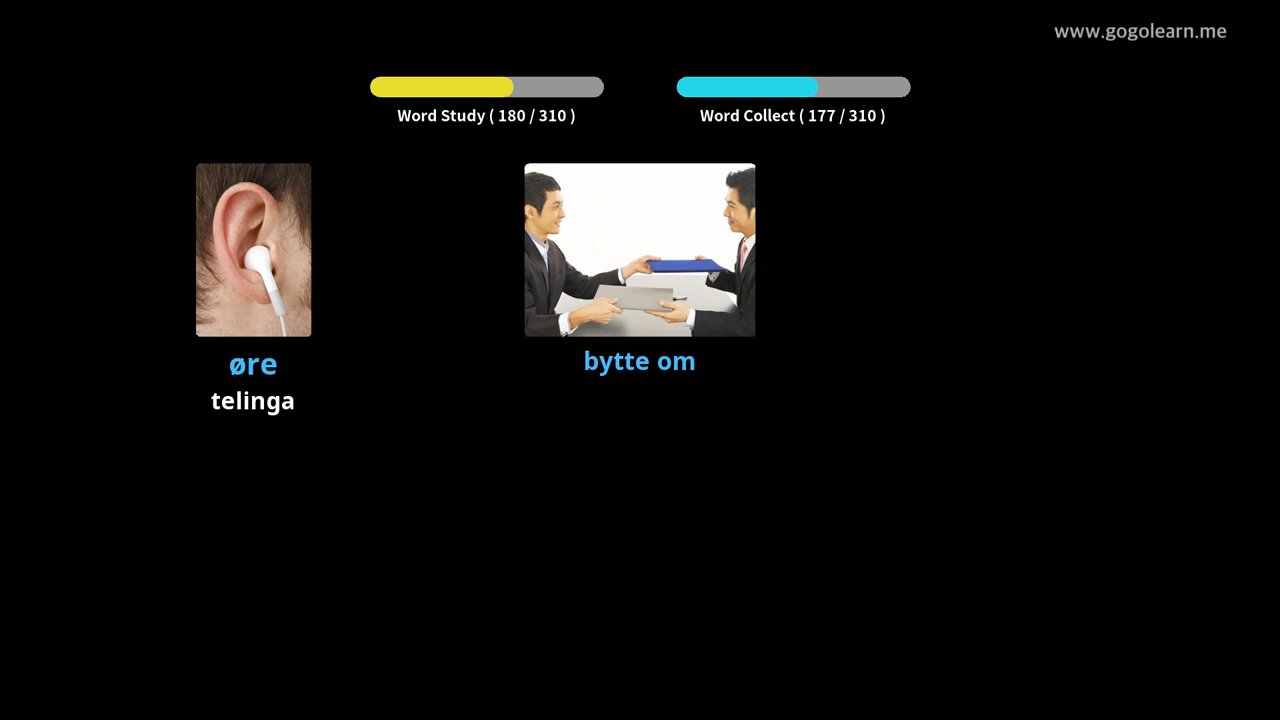 www.gogolearn.me
Word Study ( 180 / 310 )
Word Collect ( 177 / 310 )
øre
telinga
bytte om